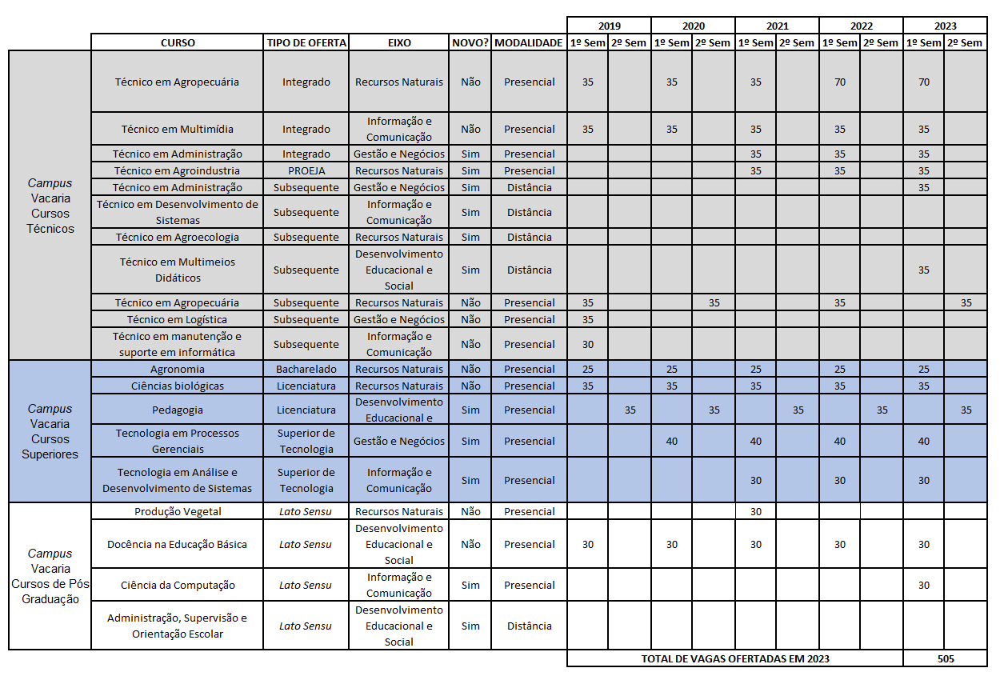 2019 2020 2021 2022 2023
CURSO TIPO DE OFERTA EIXO NOVO? MODALIDADE 1º Sem 2º Sem 1º Sem 2º Sem 1º Sem 2º Sem 1º Sem 2º Sem 1º Sem 2º Sem
Campus
Vacaria
Cursos
Técnicos
Técnico em Agropecuária Integrado Recursos Naturais Não Presencial 35 35 35 70 70
Técnico em Multimídia Integrado Informação e
Comunicação Não Presencial 35 35 35 35 35
Técnico em Administração Integrado Gestão e Negócios Sim Presencial 35 35 35
Técnico em Agroindustria PROEJA Recursos Naturais Sim Presencial 35 35 35
Técnico em Administração Subsequente Gestão e Negócios Sim Distância 35
Técnico em Desenvolvimento de
Sistemas Subsequente Informação e
Comunicação Sim Distância
Técnico em Agroecologia Subsequente Recursos Naturais Sim Distância
Técnico em Multimeios
Didáticos Subsequente Desenvolvimento
Educacional e
Social Sim Distância 35
Técnico em Agropecuária Subsequente Recursos Naturais Não Presencial 35 35 35 35
Técnico em Logística Subsequente Gestão e Negócios Não Presencial 35
Técnico em manutenção e
suporte em informática Subsequente Informação e
Comunicação Não Presencial 30
Campus
Vacaria
Cursos
Superiores
Agronomia Bacharelado Recursos Naturais Não Presencial 25 25 25 25 25
Ciências biológicas Licenciatura Recursos Naturais Não Presencial 35 35 35 35 35
Pedagogia Licenciatura Desenvolvimento
Educacional e Sim Presencial 35 35 35 35 35
Tecnologia em Processos
Gerenciais Superior de
Tecnologia Gestão e Negócios Sim Presencial 40 40 40 40
Tecnologia em Análise e
Desenvolvimento de Sistemas Superior de
Tecnologia Informação e
Comunicação Sim Presencial 30 30 30
Campus
Vacaria
Cursos de Pós
Graduação
Produção Vegetal Lato Sensu Recursos Naturais Não Presencial 30
Docência na Educação Básica Lato Sensu Desenvolvimento
Educacional e
Social Não Presencial 30 30 30 30 30
Ciência da Computação Lato Sensu Informação e
Comunicação Sim Presencial 30
Administração, Supervisão e
Orientação Escolar Lato Sensu Desenvolvimento
Educacional e
Social Sim Distância
TOTAL DE VAGAS OFERTADAS EM 2023 505